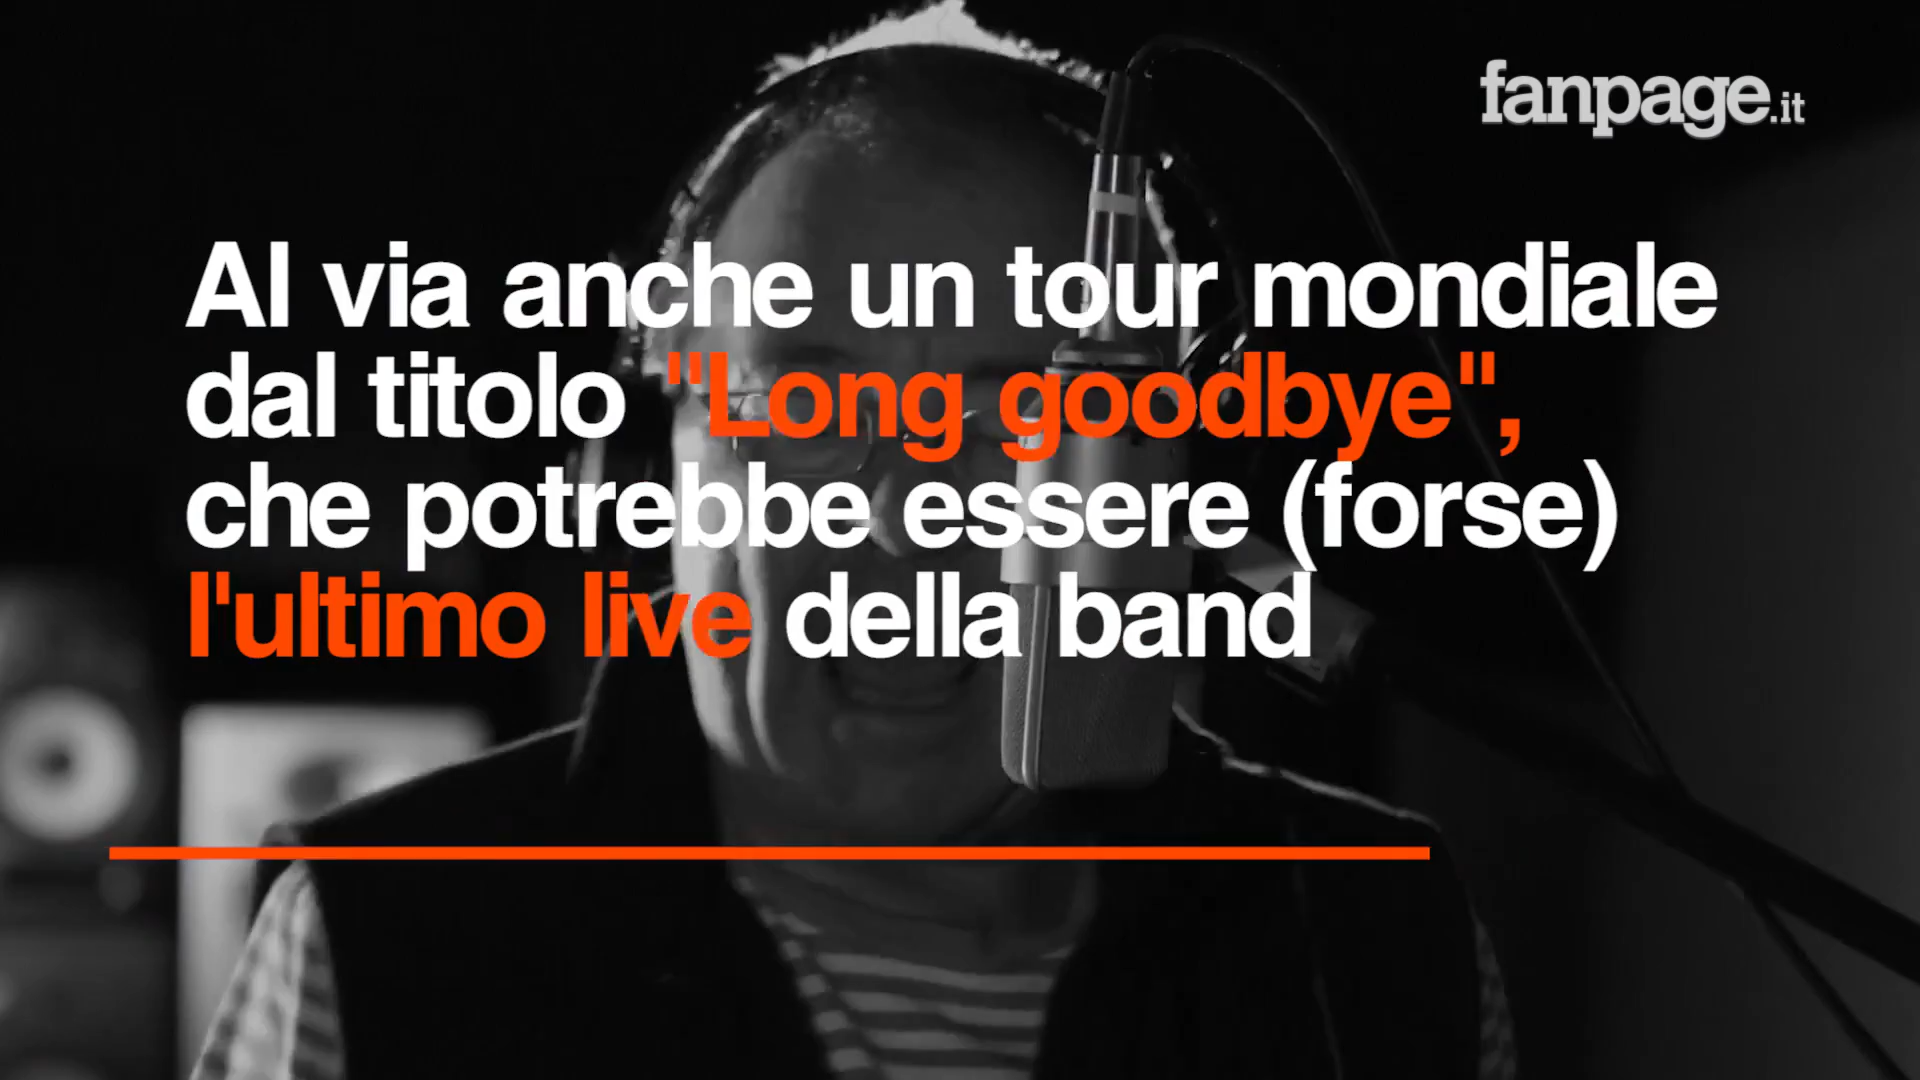 fanpage.it
Al via anche un tour mondiale
dal titolo "Long goodbye",
che potrebbe essere (forse)
l'ultimo live della band